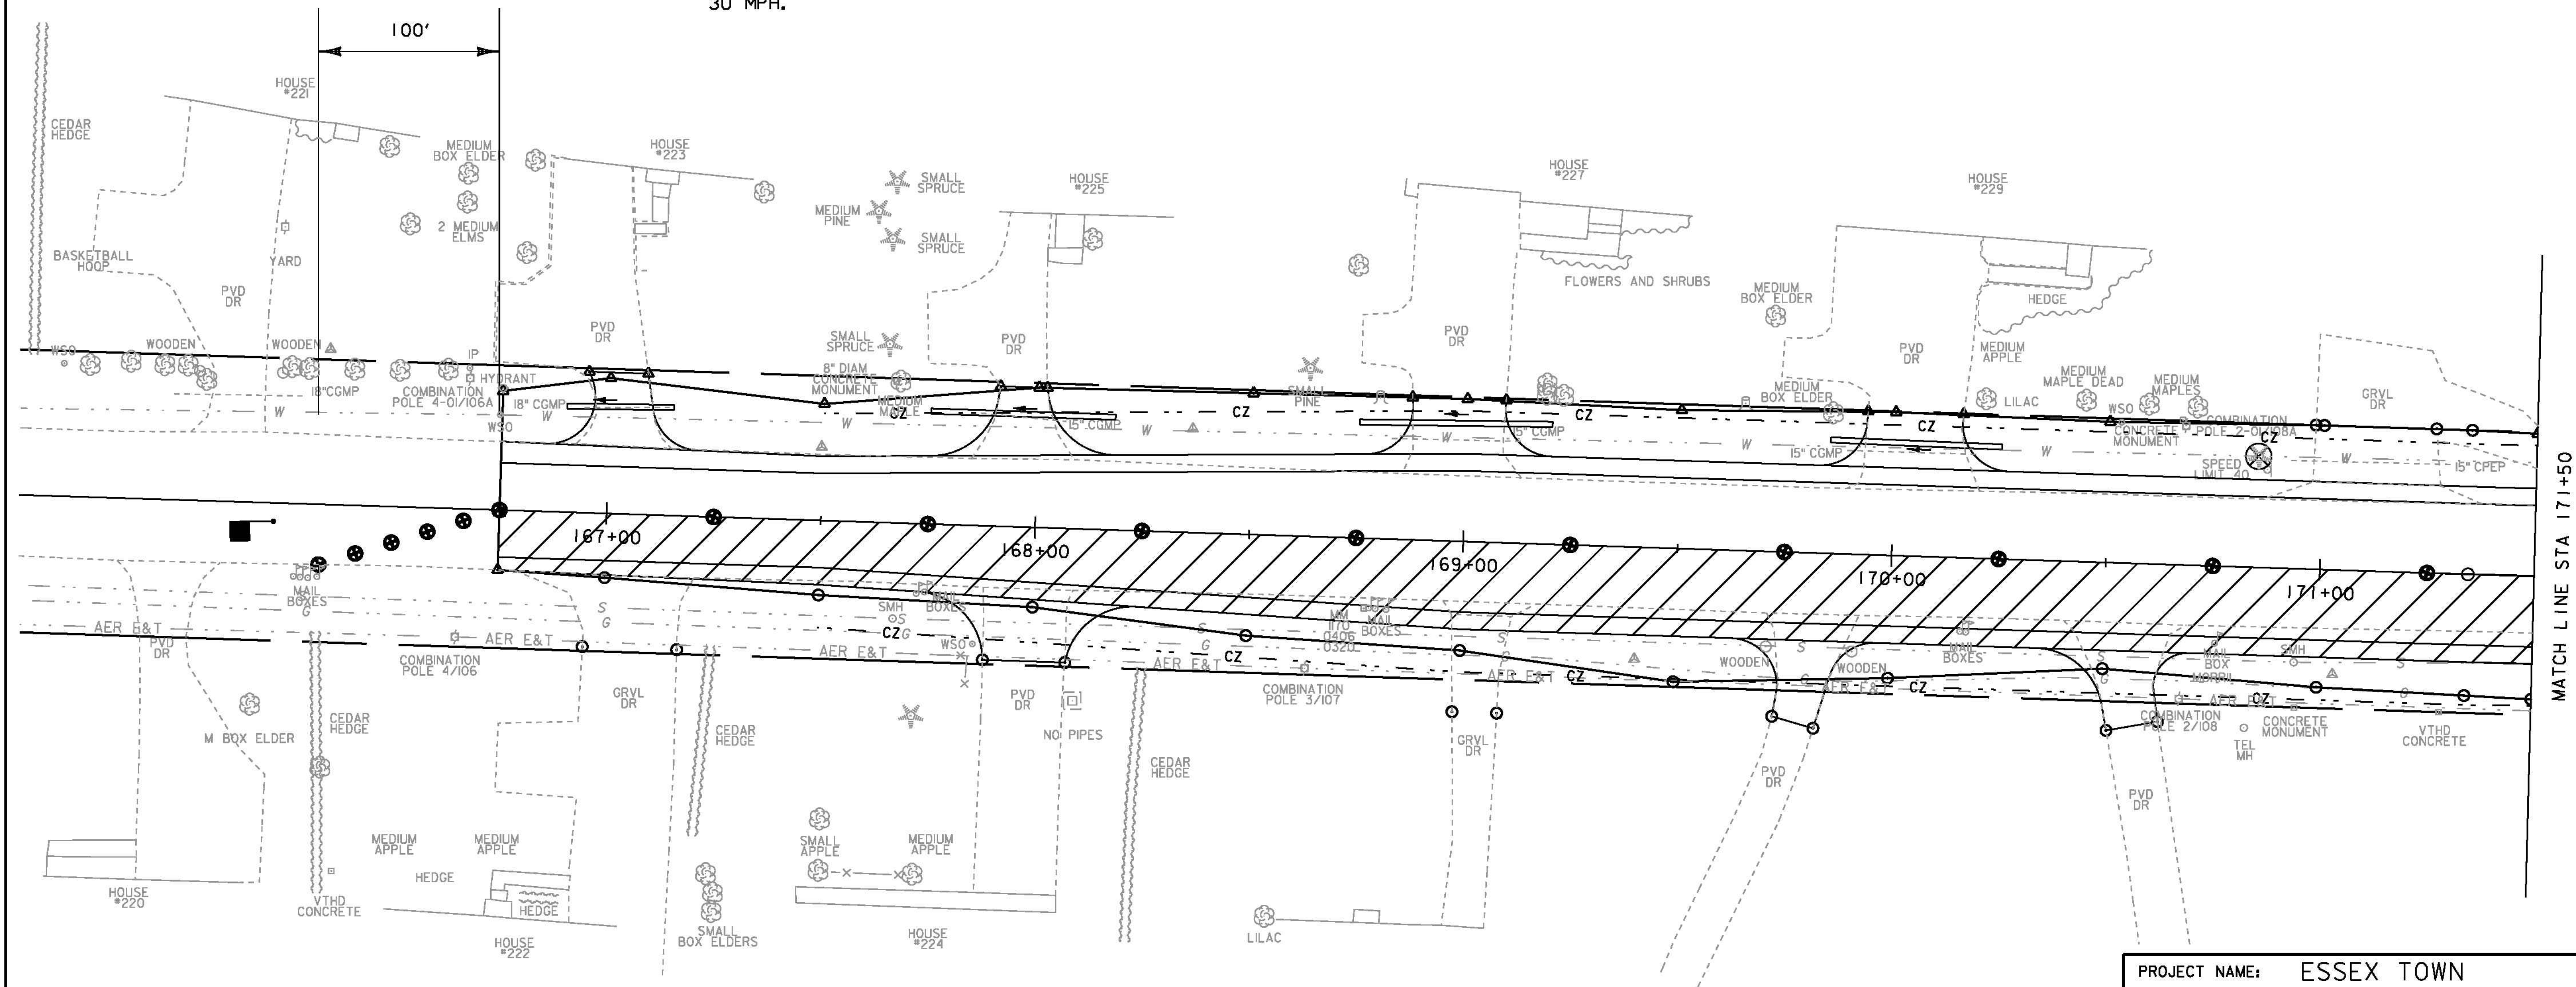 30 MPH.
100'
HOUSE
#221
CEDAR
HEDGE
MEDIUM
BOX ELDER
2 MEDIUM
ELMS
HOUSE
#223
SMALL
SPRUCE
MEDIUM
PINE
SMALL
SPRUCE
HOUSE
#225
HOUSE
#227
HOUSE
#229
BASKETBALL
HOOP
YARD
PVD
DR
FLOWERS AND SHRUBS
MEDIUM
BOX ELDER
HEDGE
PVD
DR
SMALL
SPRUCE
PVD
DR
PVD
DR
PVD
DR
MEDIUM
APPLE
WSO
WOODEN
WOODEN
IP
HYDRANT
18"CGMP
COMBINATION
POLE 4-01/106A
18" CGMP
8" DIAM
CONCRETE
MONUMENT
MEDIUM
MAPLE
SMALL
PINE
MEDIUM
BOX ELDER
LILAC
MEDIUM
MAPLE DEAD
MEDIUM
MAPLES
GRVL
DR
WSO
W
W
CZ
W
15" CGMP
W
CZ
W
15" CGMP
CZ
W
15" CGMP
CZ
W
WSO
CONCRETE
MONUMENT
COMBINATION
POLE 2-01/108A
CZ
SPEED
LIMIT 40
W
15" CPEP
MATCH LINE STA 171+50
167+00
168+00
169+00
170+00
171+00
MAIL
BOXES
G
S
G
SMH
S
G
CZ
MAIL
BOXES
WSO
S
G
CZ
MM
1170
0406
0320
MAIL
BOXES
S
G
CZ
WOODEN
S
G
WOODEN
CZ
MAIL
BOXES
S
G
MAIL
BOX
SMH
S
G
CZ
AER E&T
PVD
DR
AER E&T
COMBINATION
POLE 4/106
AER E&T
AER E&T
COMBINATION
POLE 3/107
AER E&T
AER E&T
AER E&T
COMBINATION
POLE 2/108
CONCRETE
MONUMENT
TEL
MH
VTHD
CONCRETE
M BOX ELDER
CEDAR
HEDGE
GRVL
DR
CEDAR
HEDGE
PVD
DR
NO PIPES
CEDAR
HEDGE
GRVL
DR
PVD
DR
PVD
DR
MEDIUM
APPLE
MEDIUM
APPLE
HEDGE
HEDGE
SMALL
APPLE
MEDIUM
APPLE
HOUSE
#220
VTHD
CONCRETE
HOUSE
#222
SMALL
BOX ELDERS
HOUSE
#224
LILAC
PROJECT NAME: ESSEX TOWN